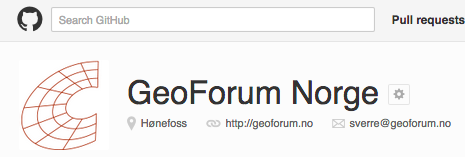 Search GitHub Pull requests
GeoForum Norge
Hønefoss http://geoforum.no sverre@geoforum.no